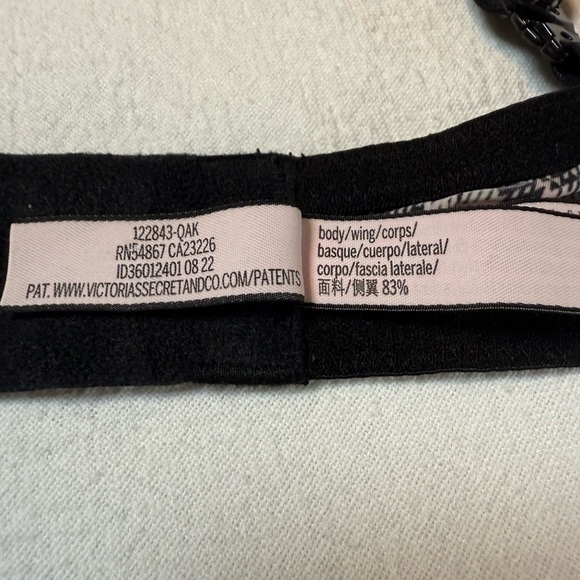 122843-QAK
RN54867 CA23226
ID36012401 08 22
PAT. WWW.VICTORIASSECRETANDCO.COM/PATENTS
body/wing/corps/
basque/cuerpo/lateral/
corpo/fascia laterale/
面料/侧翼 83%